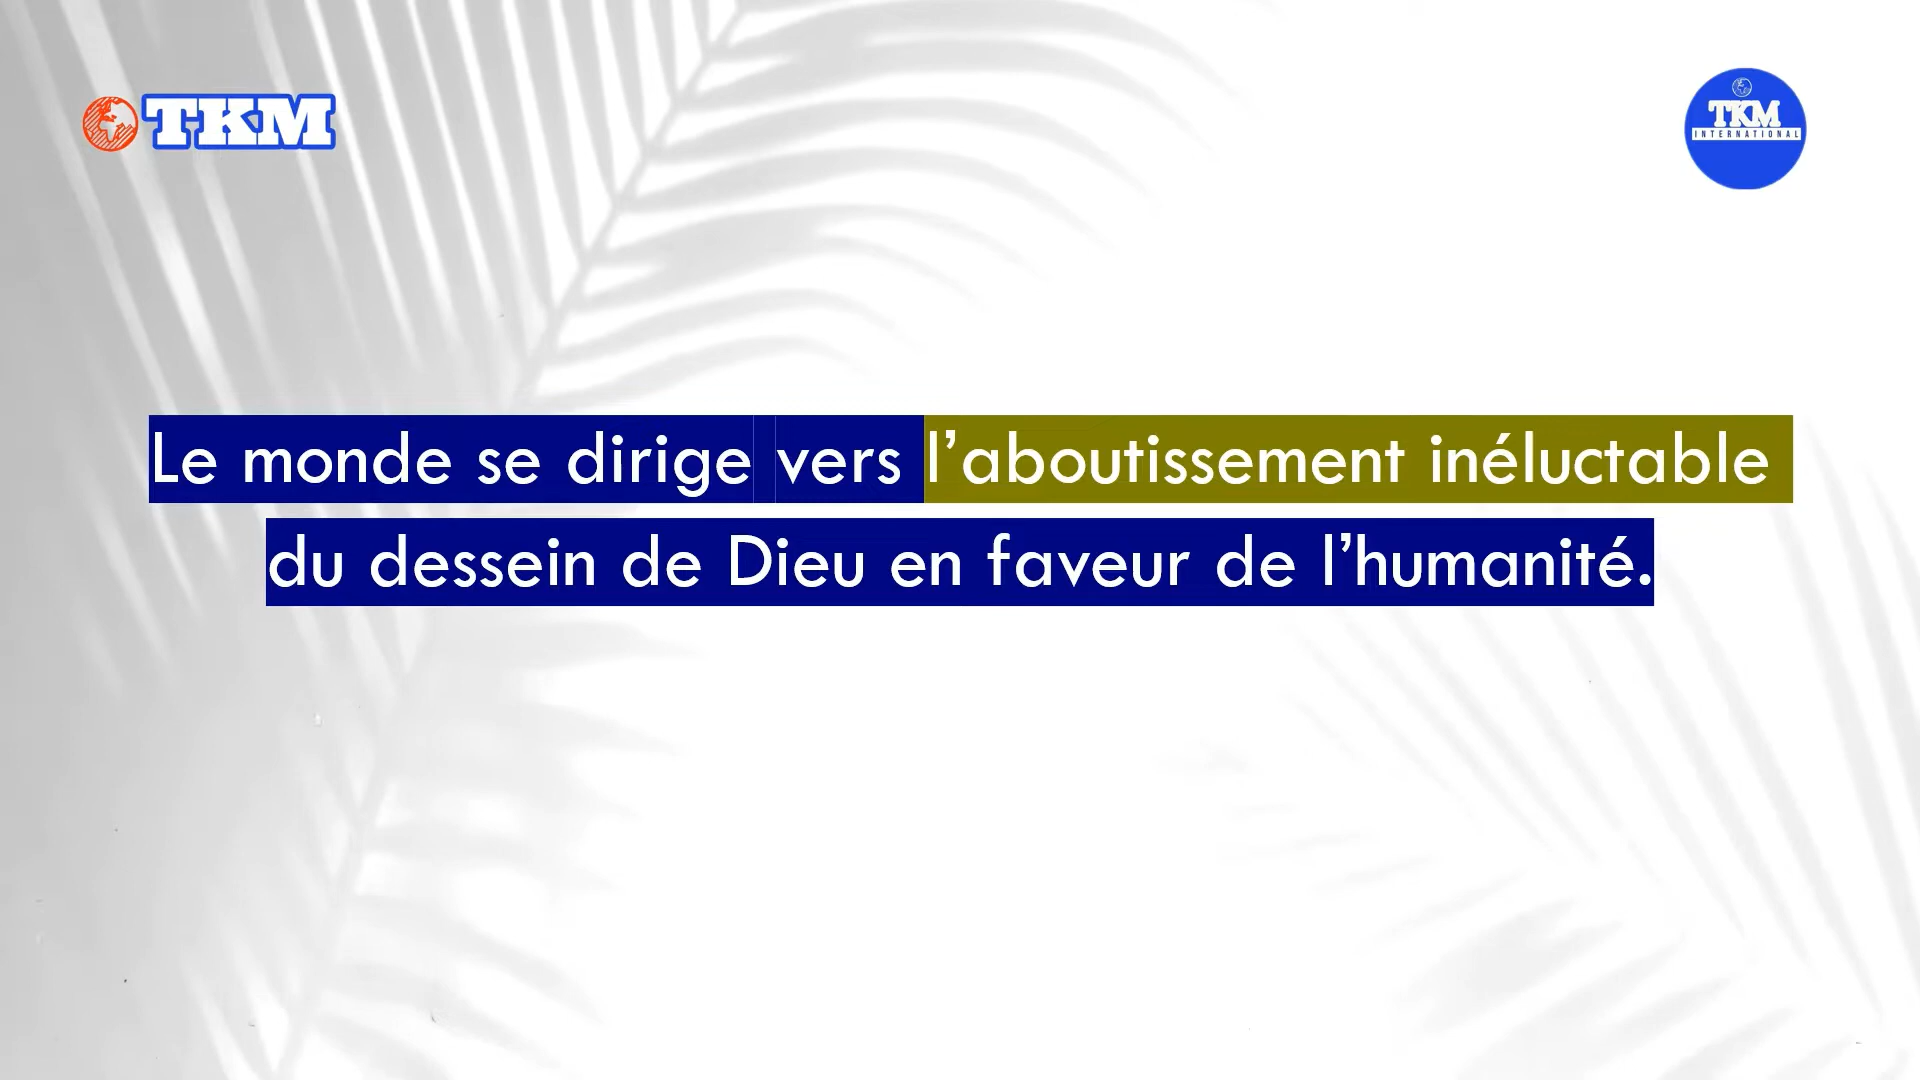 TKM
TKM
INTERNATIONAL
Le monde se dirige vers l’aboutissement inéluctable
du dessein de Dieu en faveur de l’humanité.